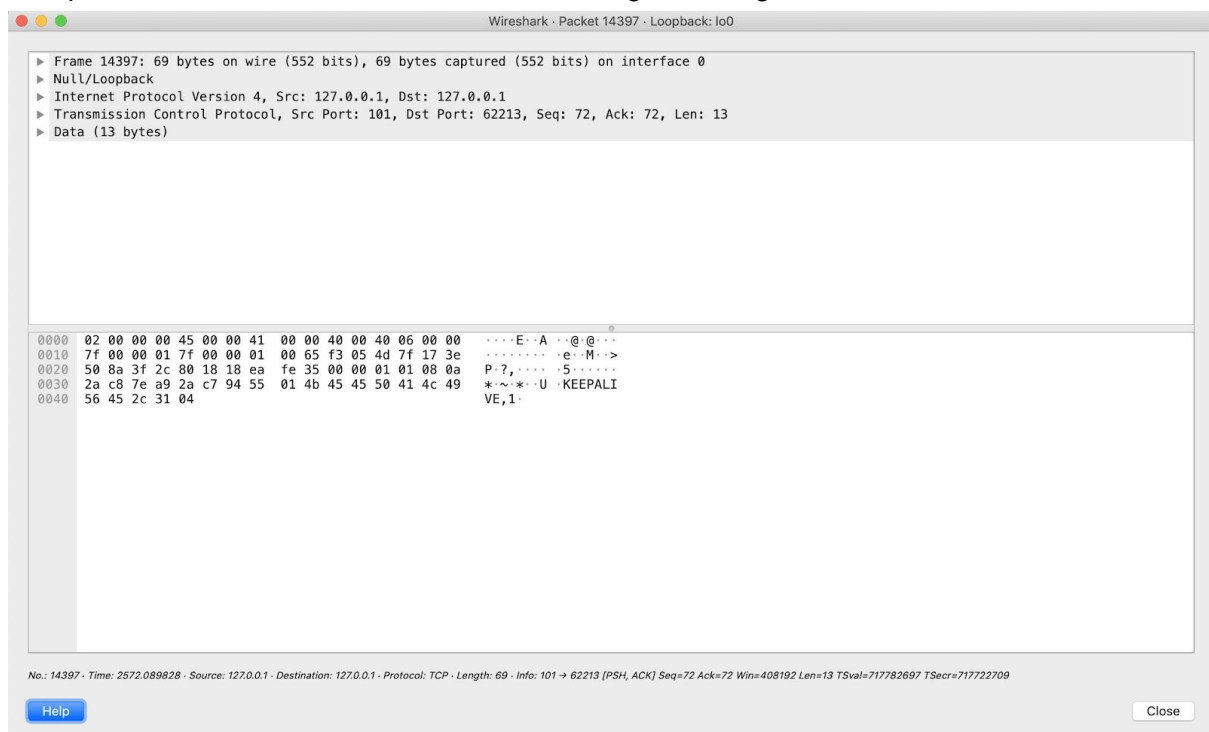 Wireshark · Packet 14397 · Loopback: lo0
Frame 14397: 69 bytes on wire (552 bits), 69 bytes captured (552 bits) on interface 0
Null/Loopback
Internet Protocol Version 4, Src: 127.0.0.1, Dst: 127.0.0.1
Transmission Control Protocol, Src Port: 101, Dst Port: 62213, Seq: 72, Ack: 72, Len: 13
Data (13 bytes)
0000 02 00 00 00 45 00 00 41 00 00 40 00 40 06 00 00 ····E··A ··@·@···
0010 7f 00 00 01 7f 00 00 01 00 65 f3 05 4d 7f 17 3e ········ ·e··M··>
0020 50 8a 3f 2c 80 18 18 ea fe 35 00 00 01 01 08 0a P·?,···· ·5······
0030 2a c8 7e a9 2a c7 94 55 01 4b 45 45 50 41 4c 49 *·~·*··U ·KEEPALI
0040 56 45 2c 31 04 VE,1·
No.: 14397 · Time: 2572.089828 · Source: 127.0.0.1 · Destination: 127.0.0.1 · Protocol: TCP · Length: 69 · Info: 101 → 62213 [PSH, ACK] Seq=72 Ack=72 Win=408192 Len=13 TSval=717782697 TSecr=717722709
Help
Close